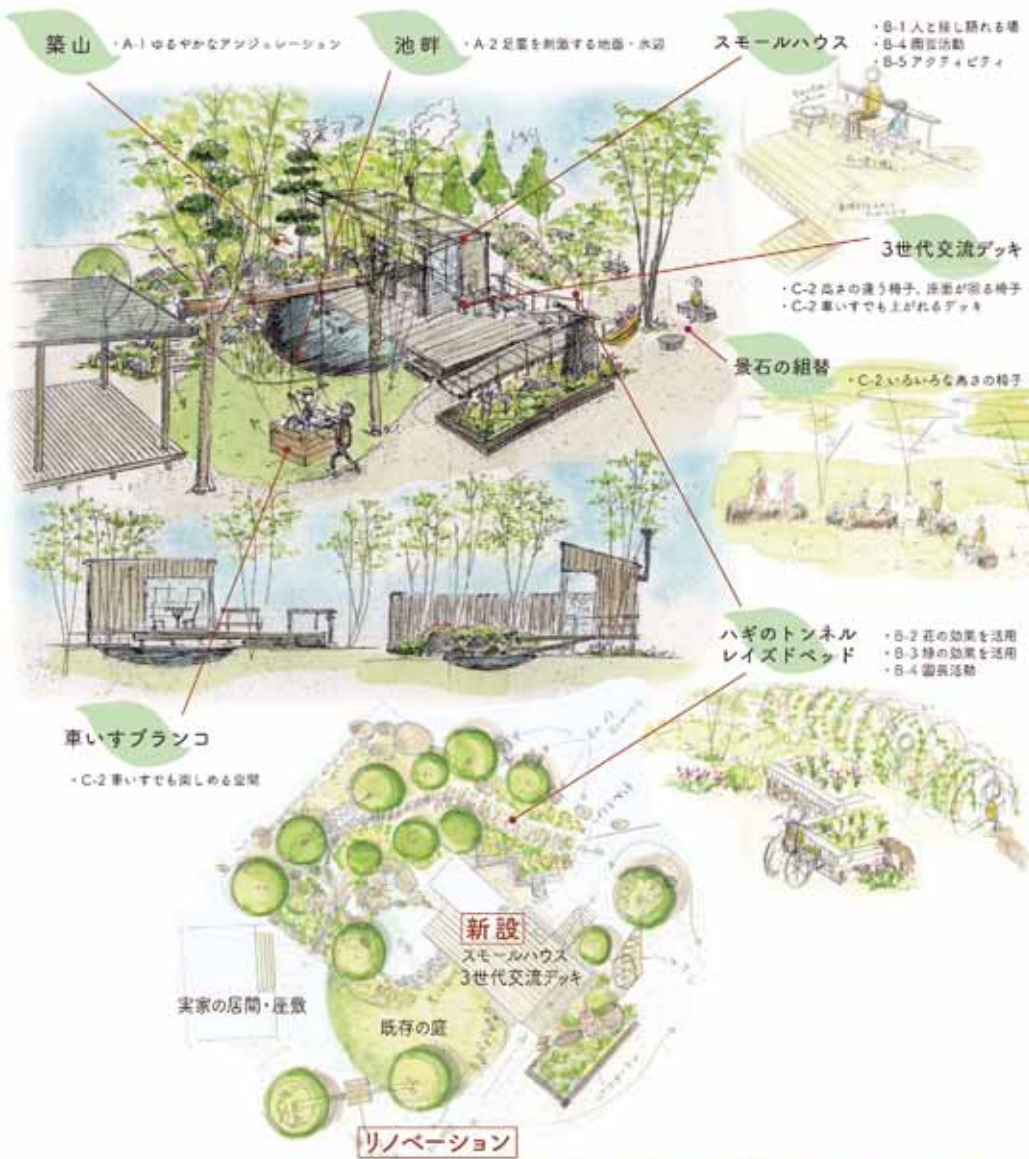 築山
・A-1 ゆるやかなアンジュレーション
池畔
・A-2 足裏を刺激する地面・水辺
スモールハウス
・B-1 人と話し語れる場
・B-4 園芸活動
・B-5 アクティビティ
3世代交流デッキ
・C-2 高さの違う椅子、座面が回る椅子
・C-2 車いすでも上がれるデッキ
景石の組替
・C-2 いろいろな高さの椅子
ハギのトンネル
レイズドベッド
・B-2 花の効果を活用
・B-3 緑の効果を活用
・B-4 園芸活動
車いすブランコ
・C-2 車いすでも楽しめる空間
新設
スモールハウス
3世代交流デッキ
実家の居間・座敷
既存の庭
リノベーション